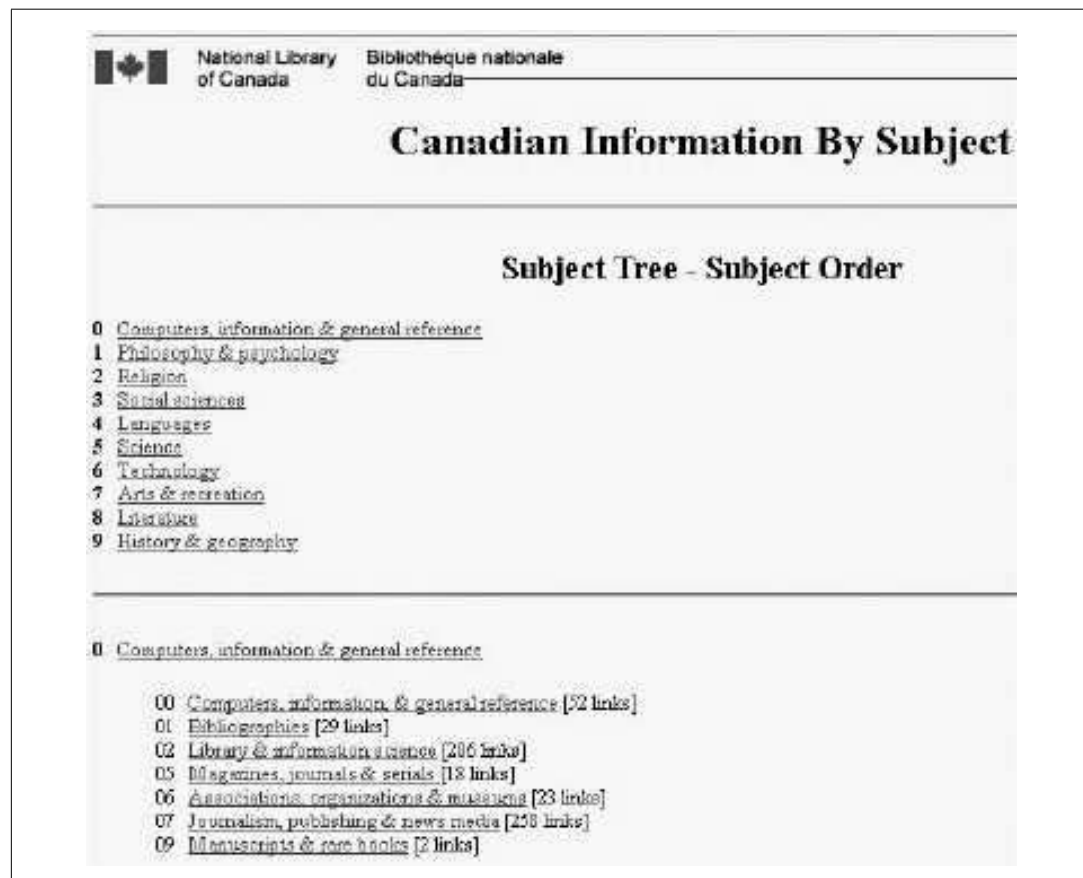 National Library Bibliothèque nationale
of Canada du Canada
Canadian Information By Subject
Subject Tree - Subject Order
0 Computers, information & general reference
1 Philosophy & psychology
2 Religion
3 Social sciences
4 Languages
5 Science
6 Technology
7 Arts & recreation
8 Literature
9 History & geography
0 Computers, information & general reference
00 Computers, information, & general reference [52 links]
01 Bibliographies [29 links]
02 Library & information science [206 links]
05 Magazines, journals & serials [18 links]
06 Associations, organizations & museums [23 links]
07 Journalism, publishing & news media [258 links]
09 Manuscripts & rare books [2 links]